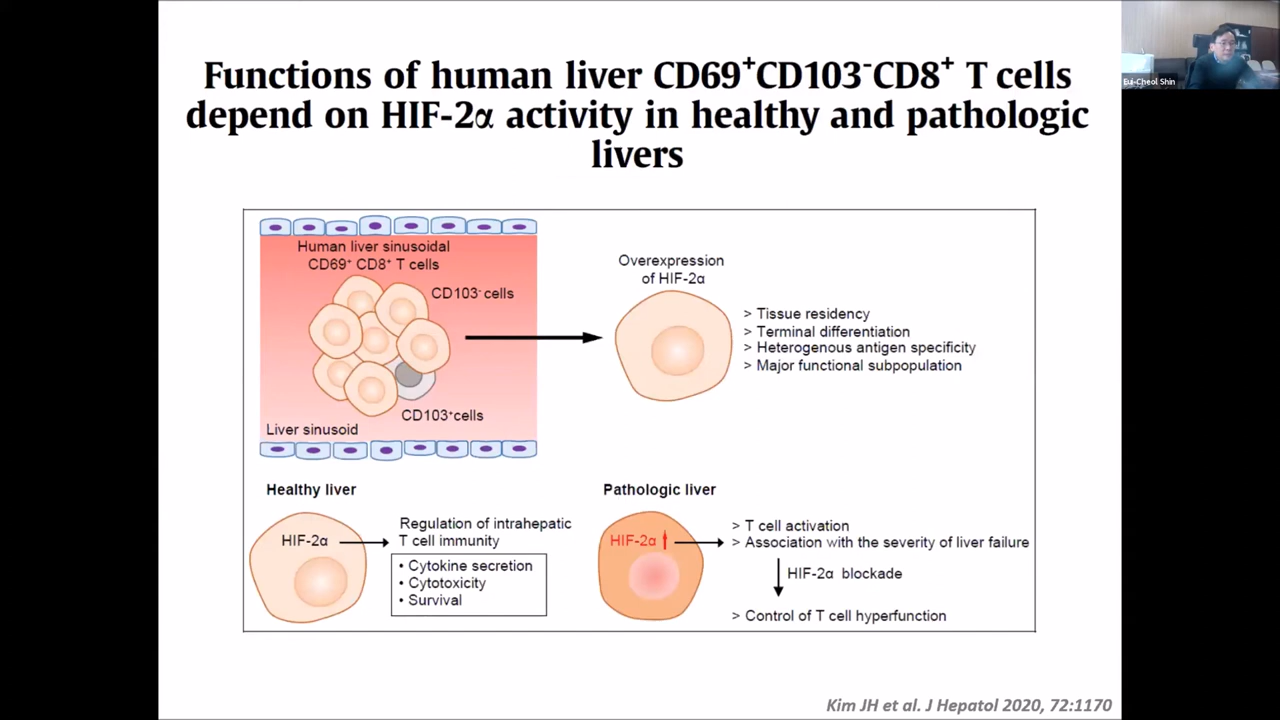 Functions of human liver CD69⁺CD103⁻CD8⁺ T cells
depend on HIF-2α activity in healthy and pathologic
livers
Eui-Cheol Shin
Human liver sinusoidal
CD69⁺ CD8⁺ T cells
CD103⁻ cells
CD103⁺cells
Liver sinusoid
Overexpression
of HIF-2α
> Tissue residency
> Terminal differentiation
> Heterogenous antigen specificity
> Major functional subpopulation
Healthy liver
HIF-2α
Regulation of intrahepatic
T cell immunity
• Cytokine secretion
• Cytotoxicity
• Survival
Pathologic liver
HIF-2α
> T cell activation
> Association with the severity of liver failure
HIF-2α blockade
> Control of T cell hyperfunction
Kim JH et al. J Hepatol 2020, 72:1170